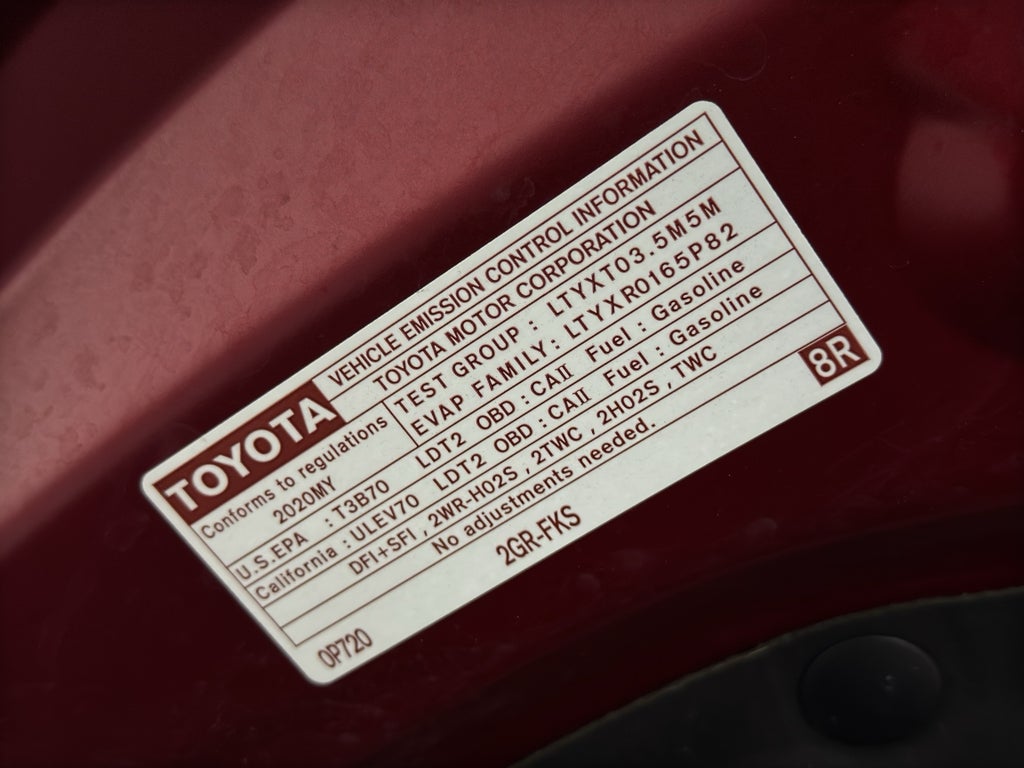 TOYOTA VEHICLE EMISSION CONTROL INFORMATION
TOYOTA MOTOR CORPORATION
Conforms to regulations
2020MY
TEST GROUP : LTYXT03.5M5M
EVAP FAMILY: LTYXR0165P82
U.S.EPA : T3B70 LDT2 OBD : CAII Fuel : Gasoline
California : ULEV70 LDT2 OBD : CAII Fuel : Gasoline
DFI+SFI , 2WR-HO2S , 2TWC , 2HO2S , TWC
No adjustments needed.
0P720 2GR-FKS 8R